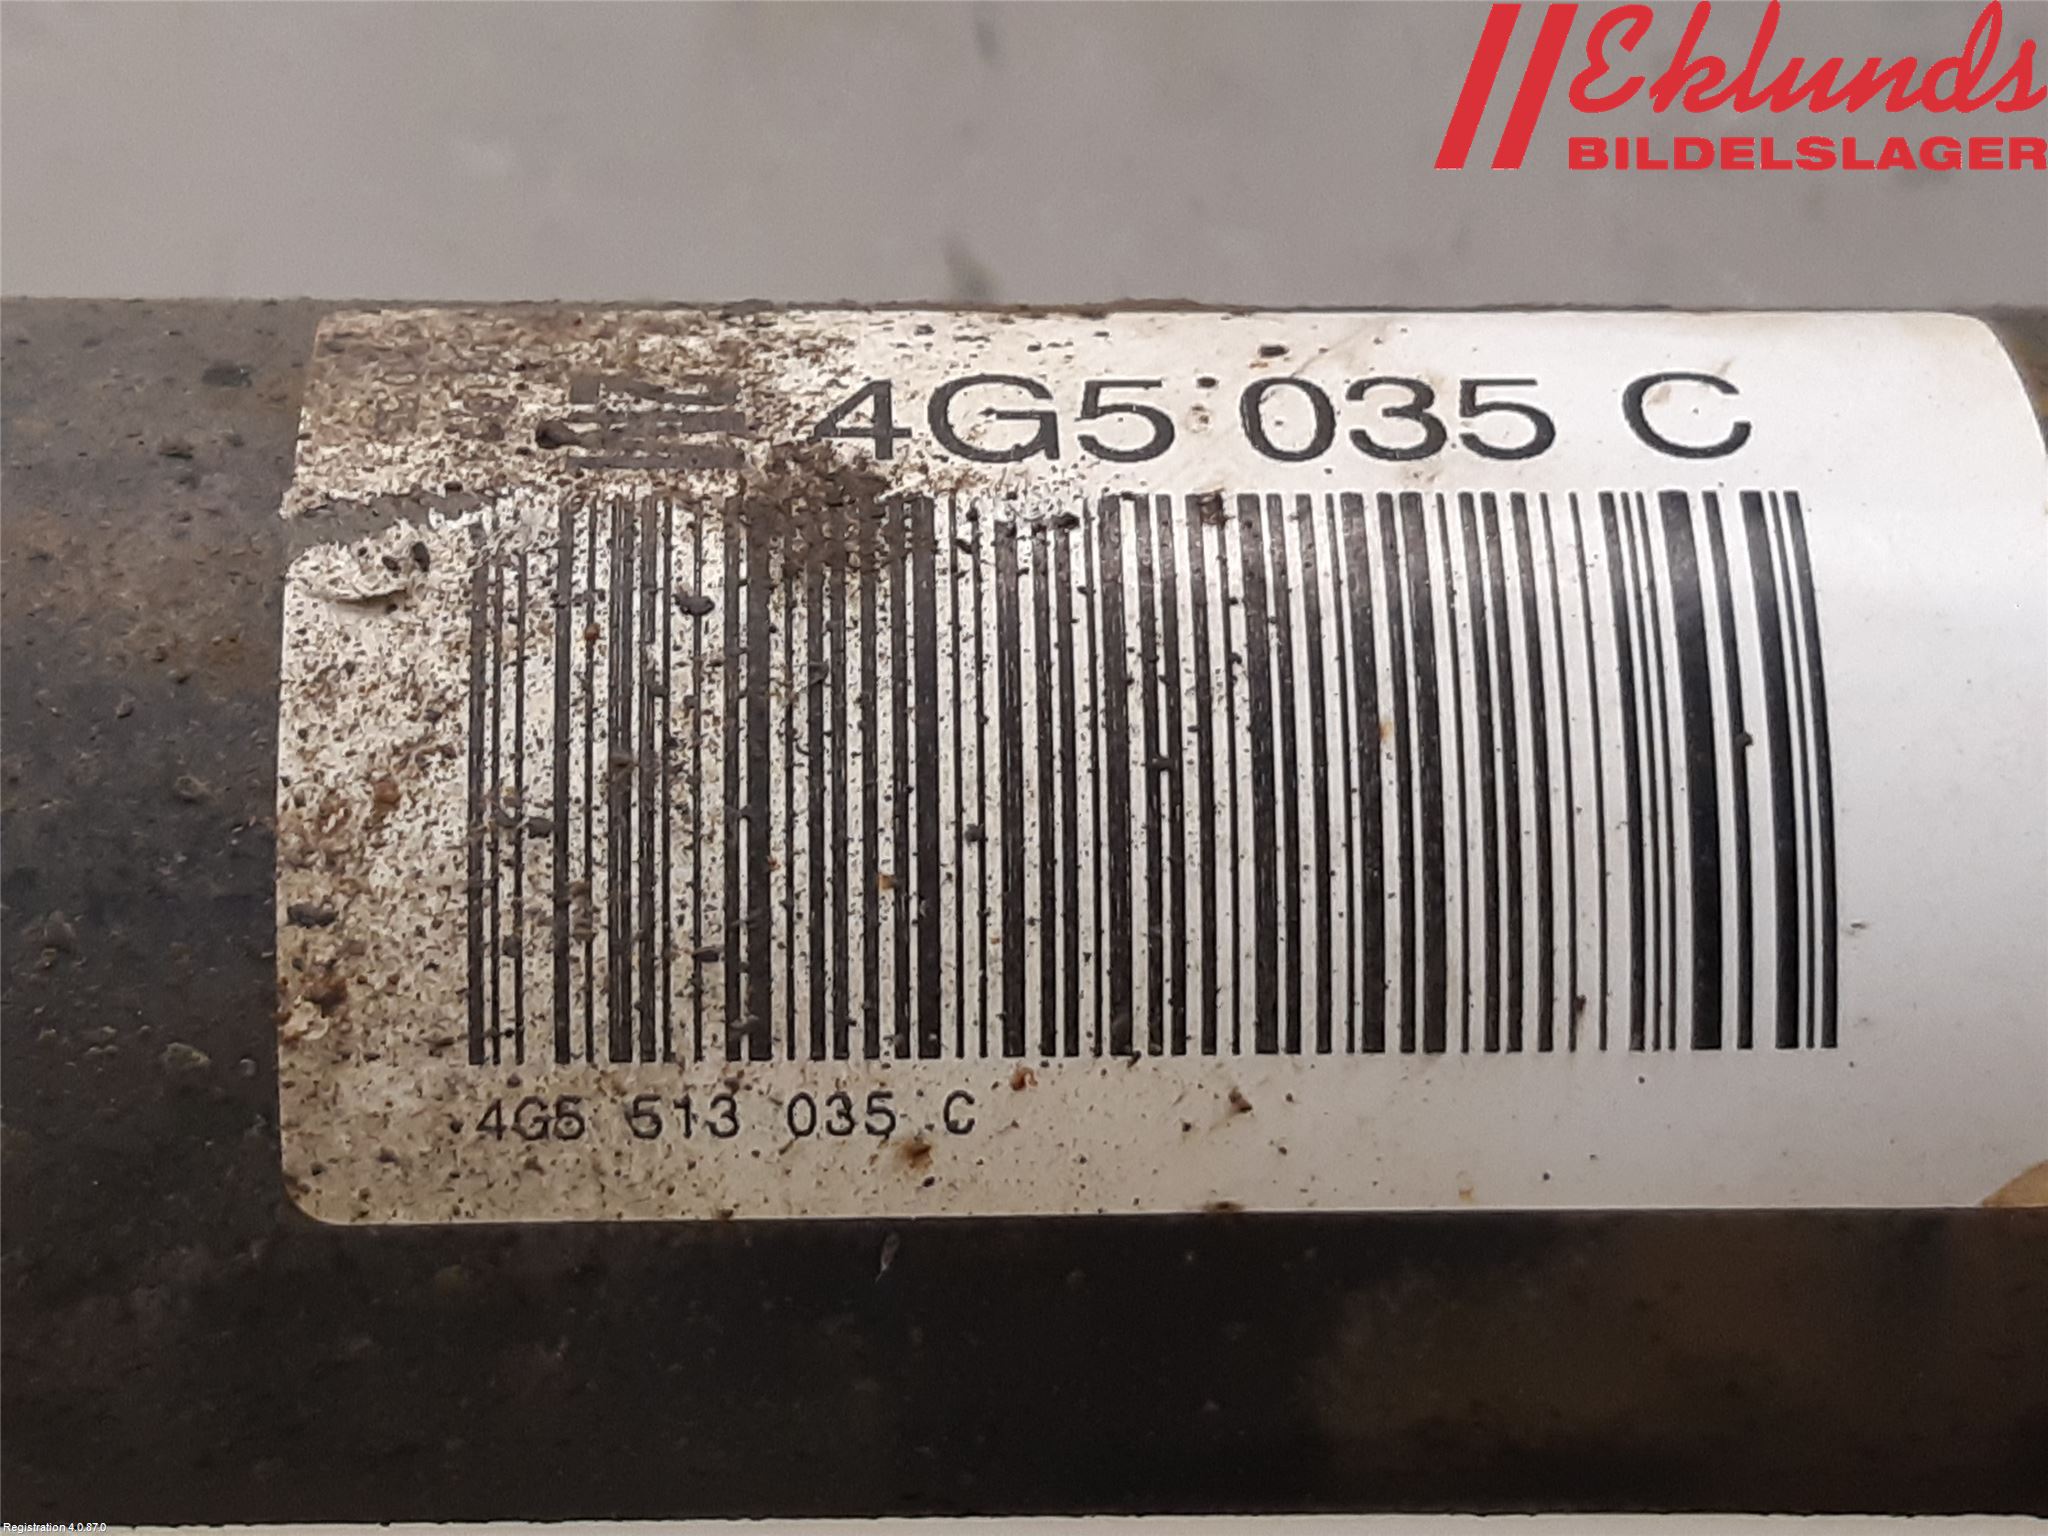 Eklunds
BILDELSLAGER
4G5 035 C
4G5 513 035 C
Registration 4.0.87.0